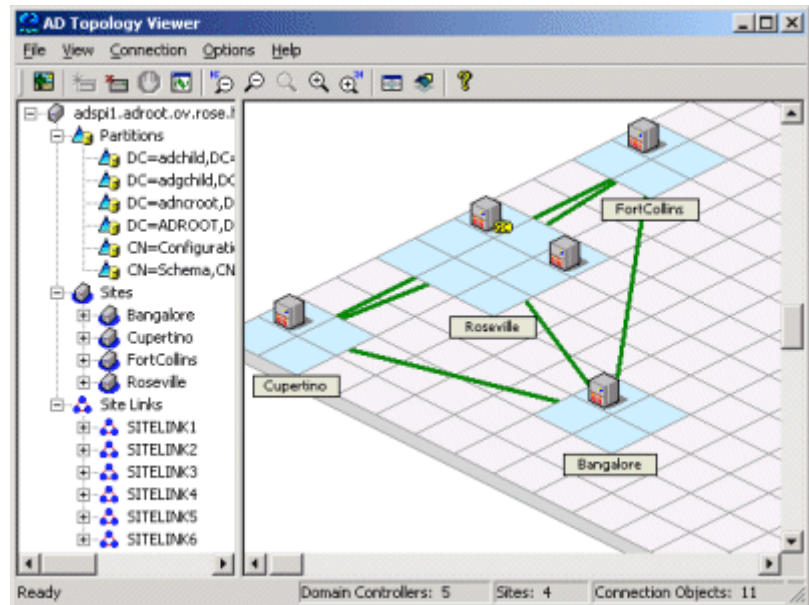 AD Topology Viewer
File View Connection Options Help
adspi1.adroot.ov.rose.
Partitions
DC=adchild,DC=
DC=adgchild,DC
DC=adncroot,D
DC=ADROOT,D
CN=Configurati
CN=Schema,CN
Sites
Bangalore
Cupertino
FortCollins
Roseville
Site Links
SITELINK1
SITELINK2
SITELINK3
SITELINK4
SITELINK5
SITELINK6
FortCollins
Roseville
Cupertino
Bangalore
Ready
Domain Controllers: 5
Sites: 4
Connection Objects: 11